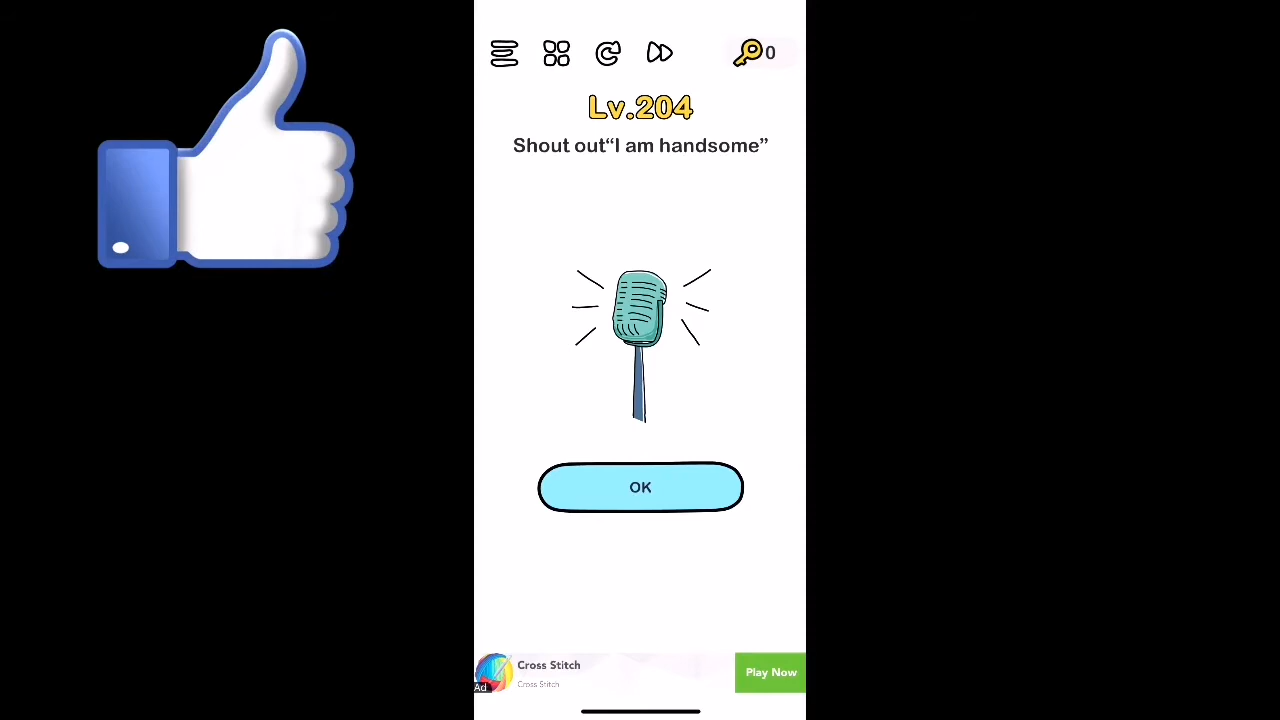 0
Lv.204
Shout out“I am handsome”
OK
Cross Stitch
Cross Stitch
Ad
Play Now